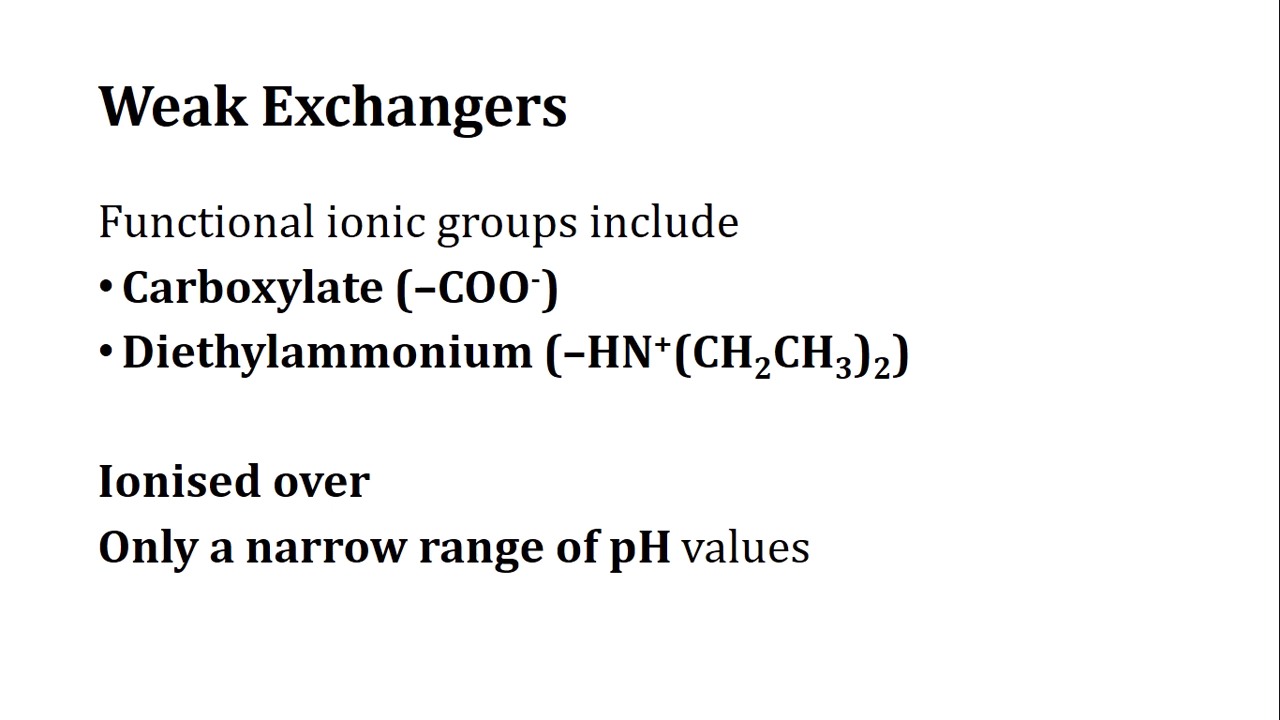 Weak Exchangers
Functional ionic groups include
• Carboxylate (–COO⁻)
• Diethylammonium (–HN⁺(CH₂CH₃)₂)
Ionised over
Only a narrow range of pH values